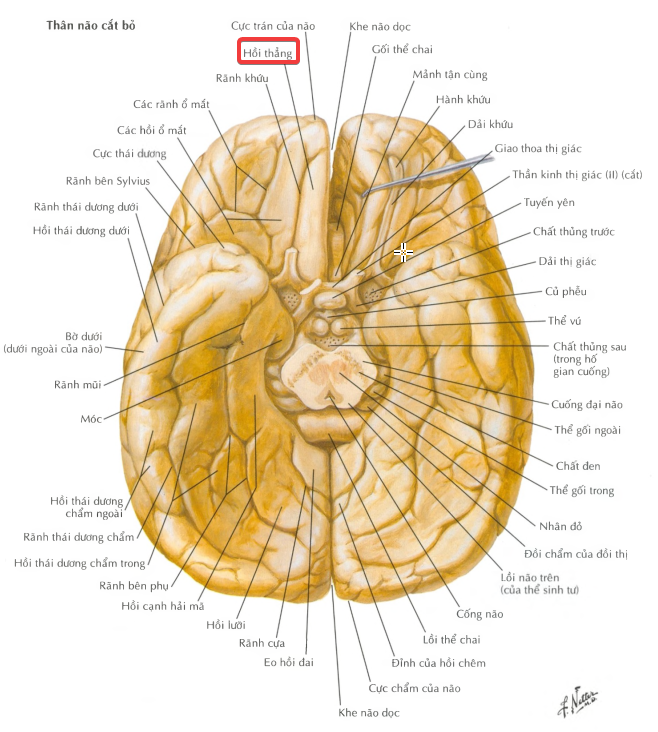 Thân não cắt bỏ
Cực trán của não
Hồi thẳng
Rãnh khứu
Các rãnh ổ mắt
Các hồi ổ mắt
Cực thái dương
Rãnh bên Sylvius
Rãnh thái dương dưới
Hồi thái dương dưới
Bờ dưới
(dưới ngoài của não)
Rãnh mũi
Móc
Hồi thái dương
chẩm ngoài
Rãnh thái dương chẩm
Hồi thái dương chẩm trong
Rãnh bên phụ
Hồi cạnh hải mã
Hồi lưỡi
Rãnh cựa
Eo hồi đai
Khe não dọc
Gối thể chai
Mảnh tận cùng
Hành khứu
Dải khứu
Giao thoa thị giác
Thần kinh thị giác (II) (cắt)
Tuyến yên
Chất thủng trước
Dải thị giác
Củ phễu
Thể vú
Chất thủng sau
(trong hố
gian cuống)
Cuống đại não
Thể gối ngoài
Chất đen
Thể gối trong
Nhân đỏ
Đồi chẩm của đồi thị
Lồi não trên
(của thể sinh tư)
Cống não
Lồi thể chai
Đỉnh của hồi chêm
Cực chẩm của não
Khe não dọc
F. Netter